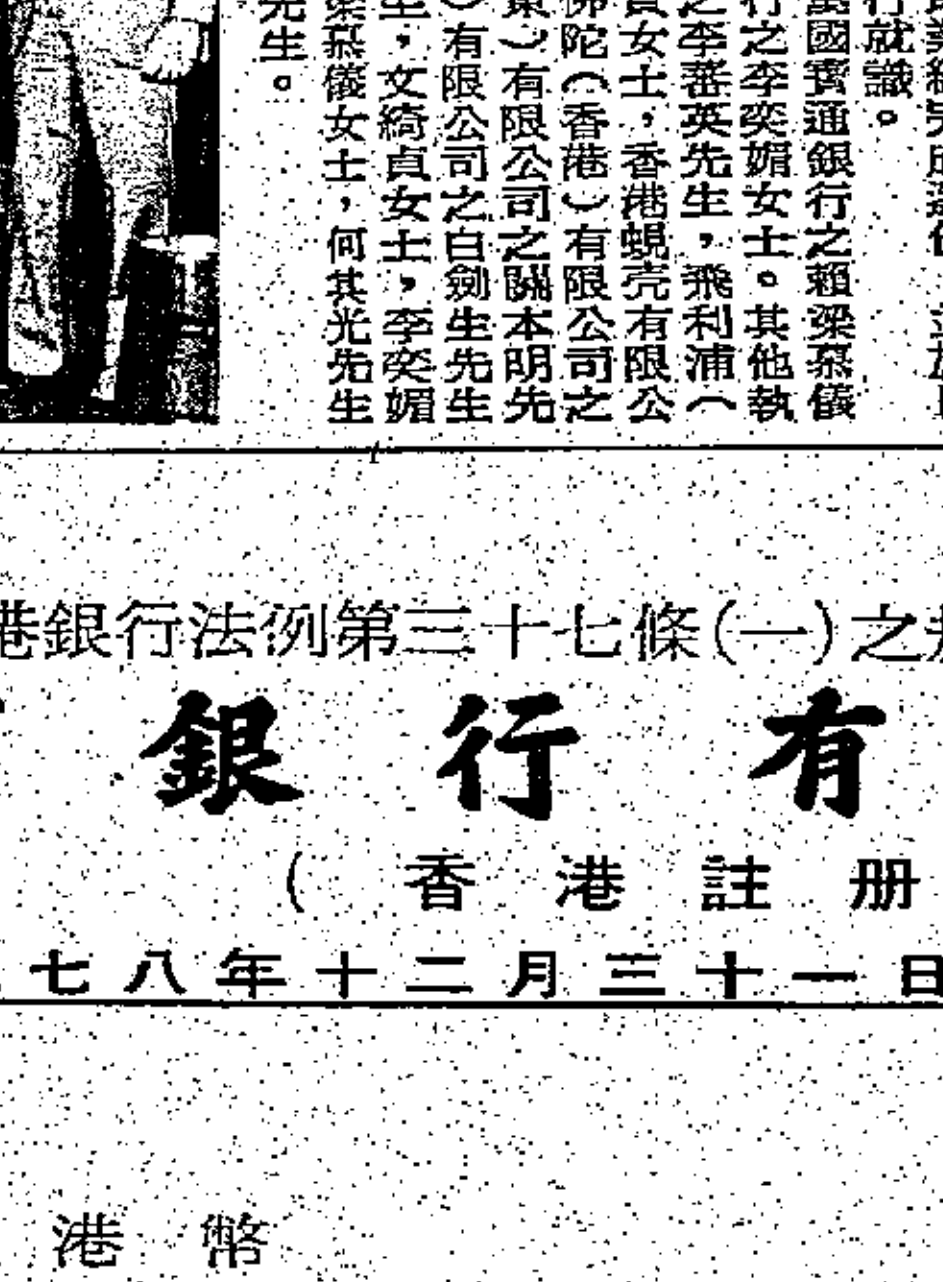 行就識。
萬國寶通銀行之賴梁慕儀
行之李奕媚女士。其他執
之李蕃英先生，飛利浦（
女士，香港蜆壳有限公
佛陀（香港）有限公司之
東）有限公司之關本明先
）有限公司之白劍生先生
生，文綺貞女士，李奕媚
梁慕儀女士，何其光先生
先生。
港銀行法例第三十七條(一)之
銀行有
（香港註册
七八年十二月三十一日
港幣